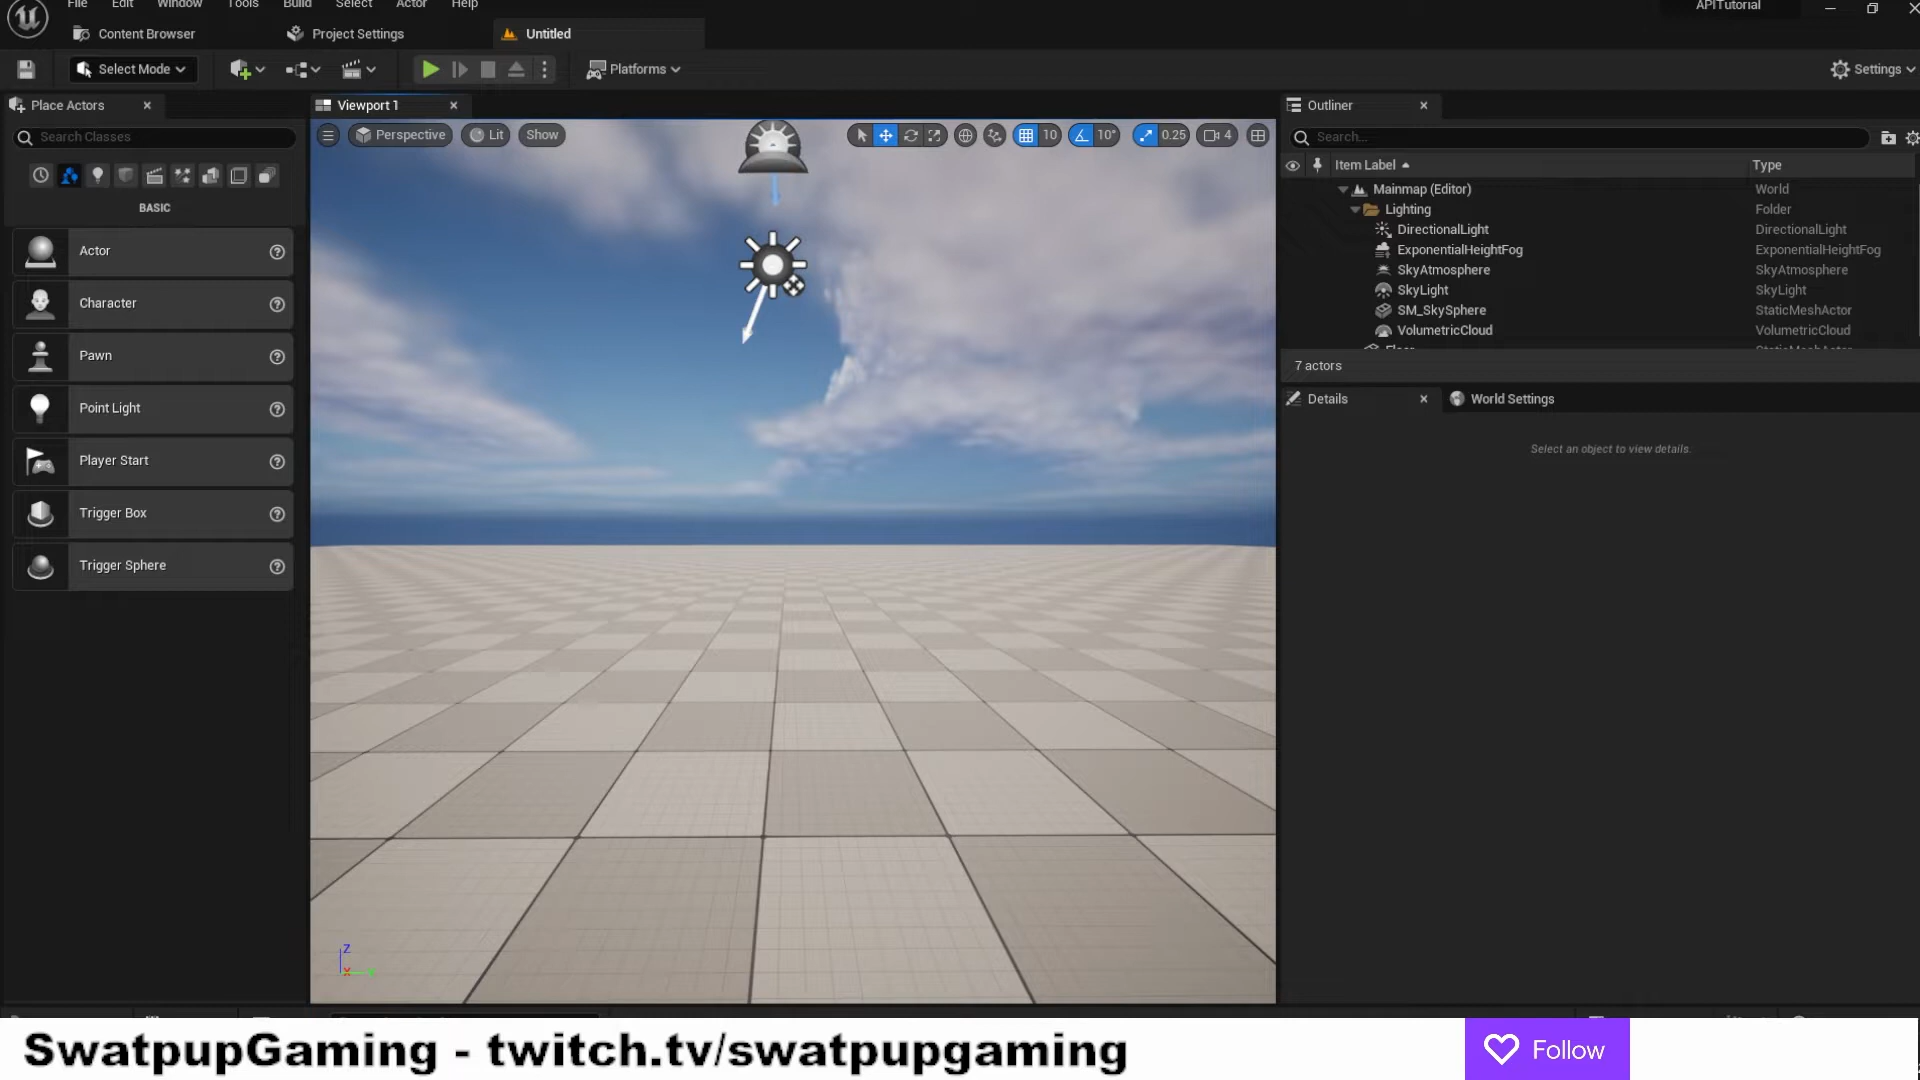 File Edit Window Tools Build Select Actor Help
APITutorial
Content Browser
Project Settings
Untitled
Select Mode
Platforms
Settings
Place Actors
Viewport 1
Outliner
Search Classes
Perspective
Lit
Show
10
10°
0.25
4
Search...
Item Label
Type
BASIC
Actor
Character
Pawn
Point Light
Player Start
Trigger Box
Trigger Sphere
Mainmap (Editor) World
Lighting Folder
DirectionalLight DirectionalLight
ExponentialHeightFog ExponentialHeightFog
SkyAtmosphere SkyAtmosphere
SkyLight SkyLight
SM_SkySphere StaticMeshActor
VolumetricCloud VolumetricCloud
7 actors
Details
World Settings
Select an object to view details.
Z
SwatpupGaming - twitch.tv/swatpupgaming
Follow